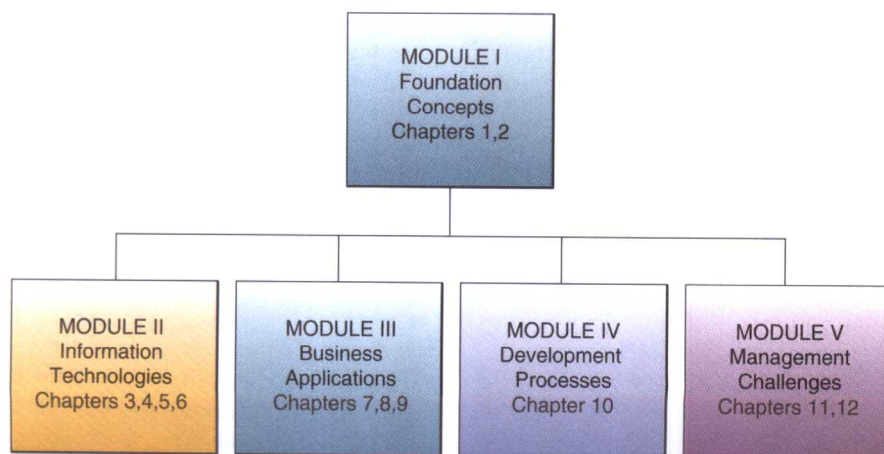 MODULE I
Foundation
Concepts
Chapters 1,2
MODULE II
Information
Technologies
Chapters 3,4,5,6
MODULE III
Business
Applications
Chapters 7,8,9
MODULE IV
Development
Processes
Chapter 10
MODULE V
Management
Challenges
Chapters 11,12